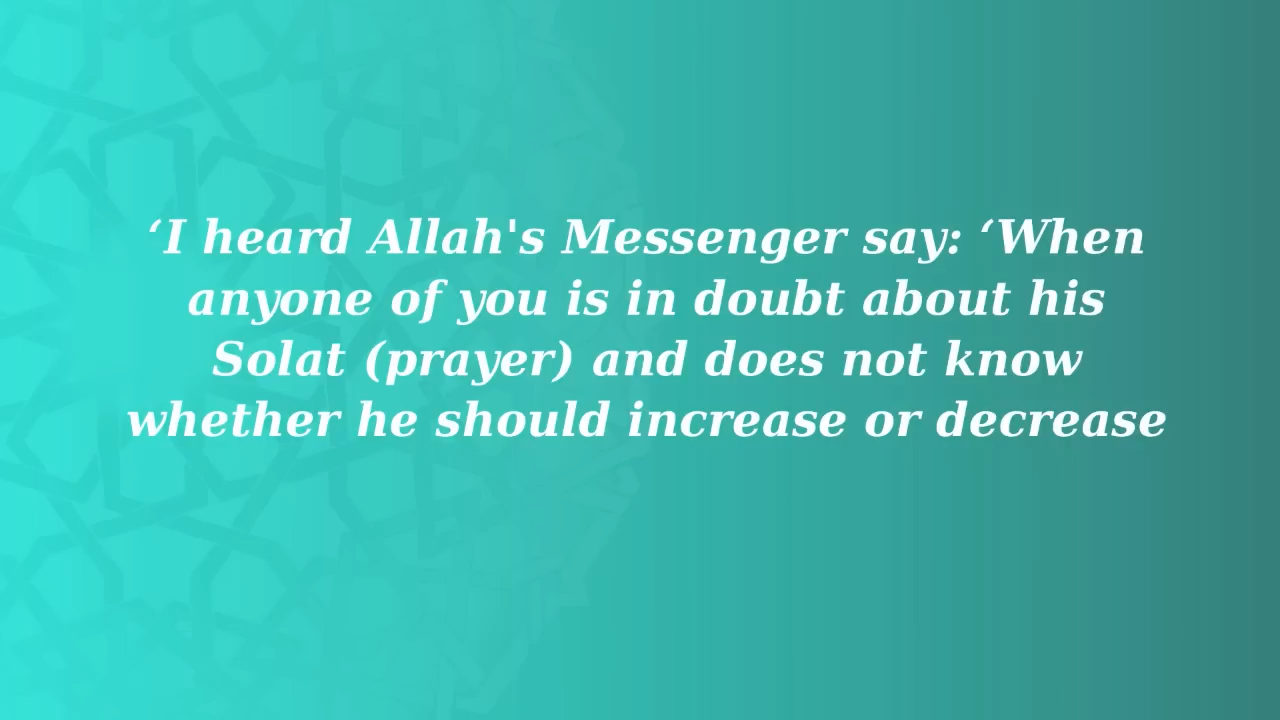 ‘I heard Allah's Messenger say: ‘When
anyone of you is in doubt about his
Solat (prayer) and does not know
whether he should increase or decrease